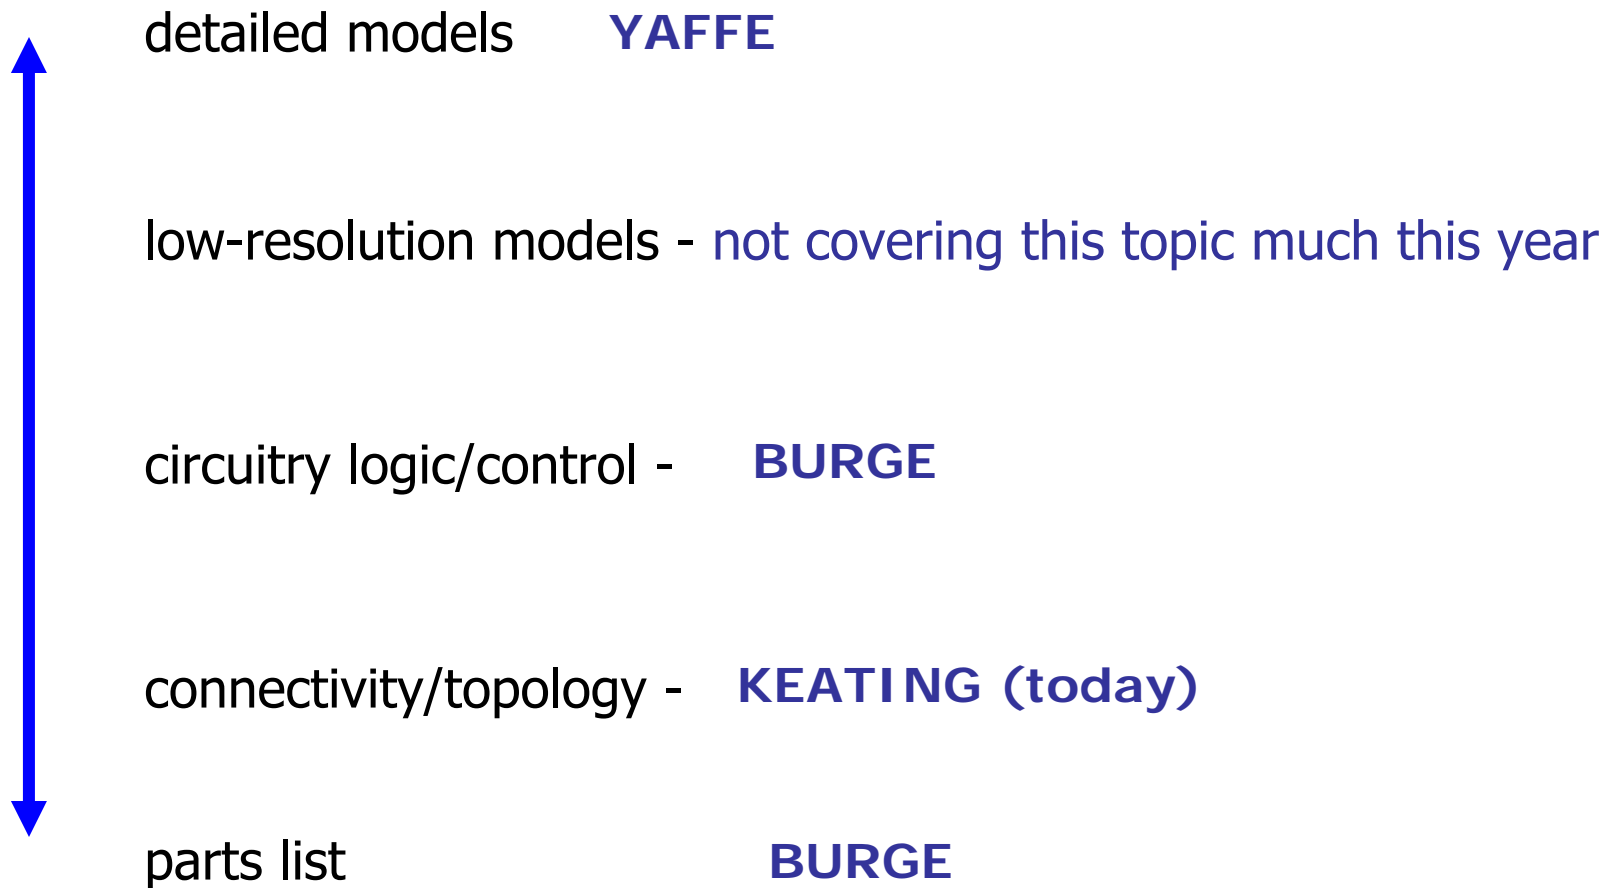 detailed models YAFFE
low-resolution models - not covering this topic much this year
circuitry logic/control - BURGE
connectivity/topology - KEATING (today)
parts list BURGE